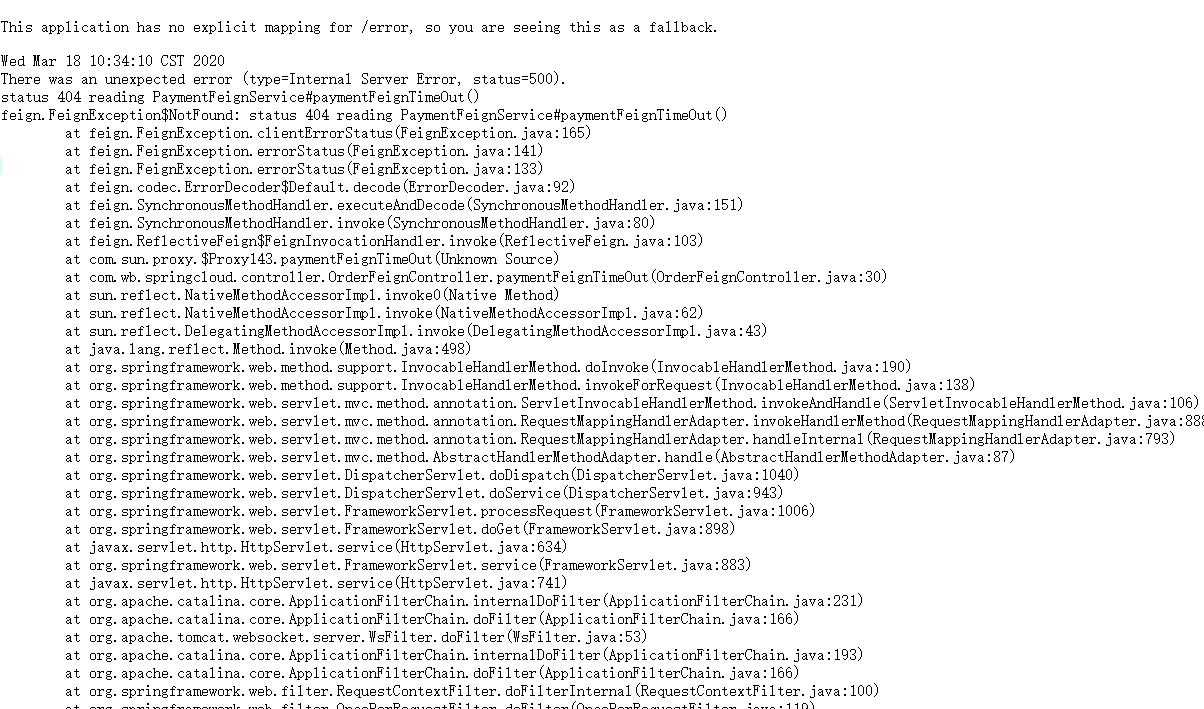 This application has no explicit mapping for /error, so you are seeing this as a fallback.
Wed Mar 18 10:34:10 CST 2020
There was an unexpected error (type=Internal Server Error, status=500).
status 404 reading PaymentFeignService#paymentFeignTimeOut()
feign.FeignException$NotFound: status 404 reading PaymentFeignService#paymentFeignTimeOut()
at feign.FeignException.clientErrorStatus(FeignException.java:165)
at feign.FeignException.errorStatus(FeignException.java:141)
at feign.FeignException.errorStatus(FeignException.java:133)
at feign.codec.ErrorDecoder$Default.decode(ErrorDecoder.java:92)
at feign.SynchronousMethodHandler.executeAndDecode(SynchronousMethodHandler.java:151)
at feign.SynchronousMethodHandler.invoke(SynchronousMethodHandler.java:80)
at feign.ReflectiveFeign$FeignInvocationHandler.invoke(ReflectiveFeign.java:103)
at com.sun.proxy.$Proxy143.paymentFeignTimeOut(Unknown Source)
at com.wb.springcloud.controller.OrderFeignController.paymentFeignTimeOut(OrderFeignController.java:30)
at sun.reflect.NativeMethodAccessorImpl.invoke0(Native Method)
at sun.reflect.NativeMethodAccessorImpl.invoke(NativeMethodAccessorImpl.java:62)
at sun.reflect.DelegatingMethodAccessorImpl.invoke(DelegatingMethodAccessorImpl.java:43)
at java.lang.reflect.Method.invoke(Method.java:498)
at org.springframework.web.method.support.InvocableHandlerMethod.doInvoke(InvocableHandlerMethod.java:190)
at org.springframework.web.method.support.InvocableHandlerMethod.invokeForRequest(InvocableHandlerMethod.java:138)
at org.springframework.web.servlet.mvc.method.annotation.ServletInvocableHandlerMethod.invokeAndHandle(ServletInvocableHandlerMethod.java:106)
at org.springframework.web.servlet.mvc.method.annotation.RequestMappingHandlerAdapter.invokeHandlerMethod(RequestMappingHandlerAdapter.java:888
at org.springframework.web.servlet.mvc.method.annotation.RequestMappingHandlerAdapter.handleInternal(RequestMappingHandlerAdapter.java:793)
at org.springframework.web.servlet.mvc.method.AbstractHandlerMethodAdapter.handle(AbstractHandlerMethodAdapter.java:87)
at org.springframework.web.servlet.DispatcherServlet.doDispatch(DispatcherServlet.java:1040)
at org.springframework.web.servlet.DispatcherServlet.doService(DispatcherServlet.java:943)
at org.springframework.web.servlet.FrameworkServlet.processRequest(FrameworkServlet.java:1006)
at org.springframework.web.servlet.FrameworkServlet.doGet(FrameworkServlet.java:898)
at javax.servlet.http.HttpServlet.service(HttpServlet.java:634)
at org.springframework.web.servlet.FrameworkServlet.service(FrameworkServlet.java:883)
at javax.servlet.http.HttpServlet.service(HttpServlet.java:741)
at org.apache.catalina.core.ApplicationFilterChain.internalDoFilter(ApplicationFilterChain.java:231)
at org.apache.catalina.core.ApplicationFilterChain.doFilter(ApplicationFilterChain.java:166)
at org.apache.tomcat.websocket.server.WsFilter.doFilter(WsFilter.java:53)
at org.apache.catalina.core.ApplicationFilterChain.internalDoFilter(ApplicationFilterChain.java:193)
at org.apache.catalina.core.ApplicationFilterChain.doFilter(ApplicationFilterChain.java:166)
at org.springframework.web.filter.RequestContextFilter.doFilterInternal(RequestContextFilter.java:100)
at org.springframework.web.filter.OncePerRequestFilter.doFilter(OncePerRequestFilter.java:119)